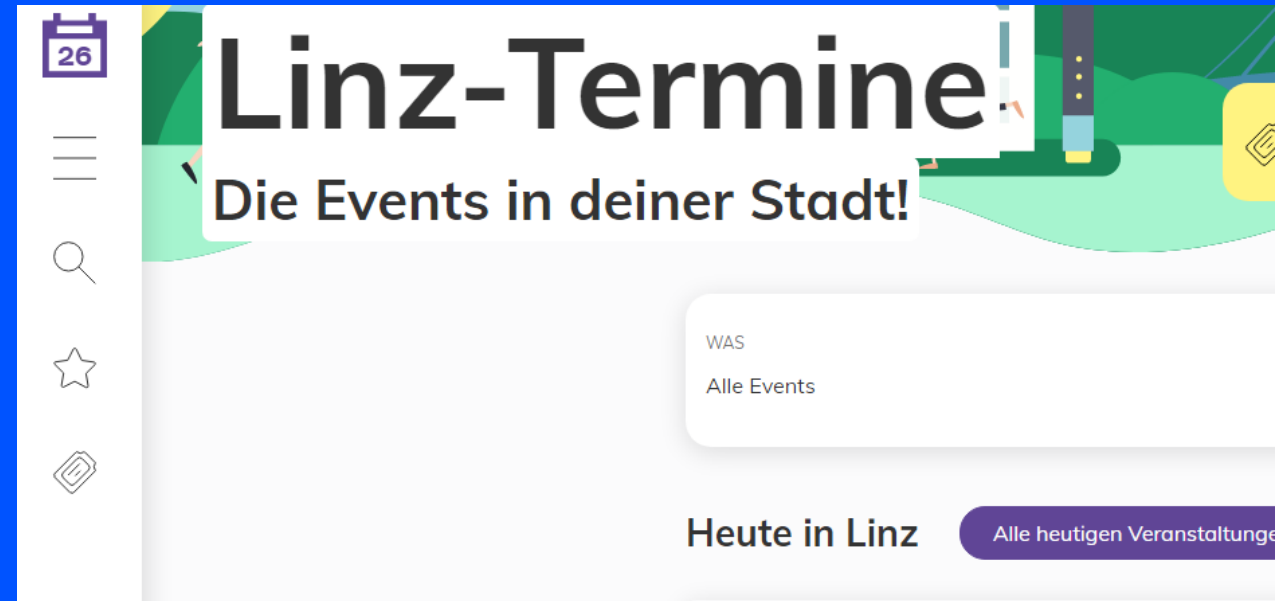 26
Linz-Termine
Die Events in deiner Stadt!
WAS
Alle Events
Heute in Linz
Alle heutigen Veranstaltunge